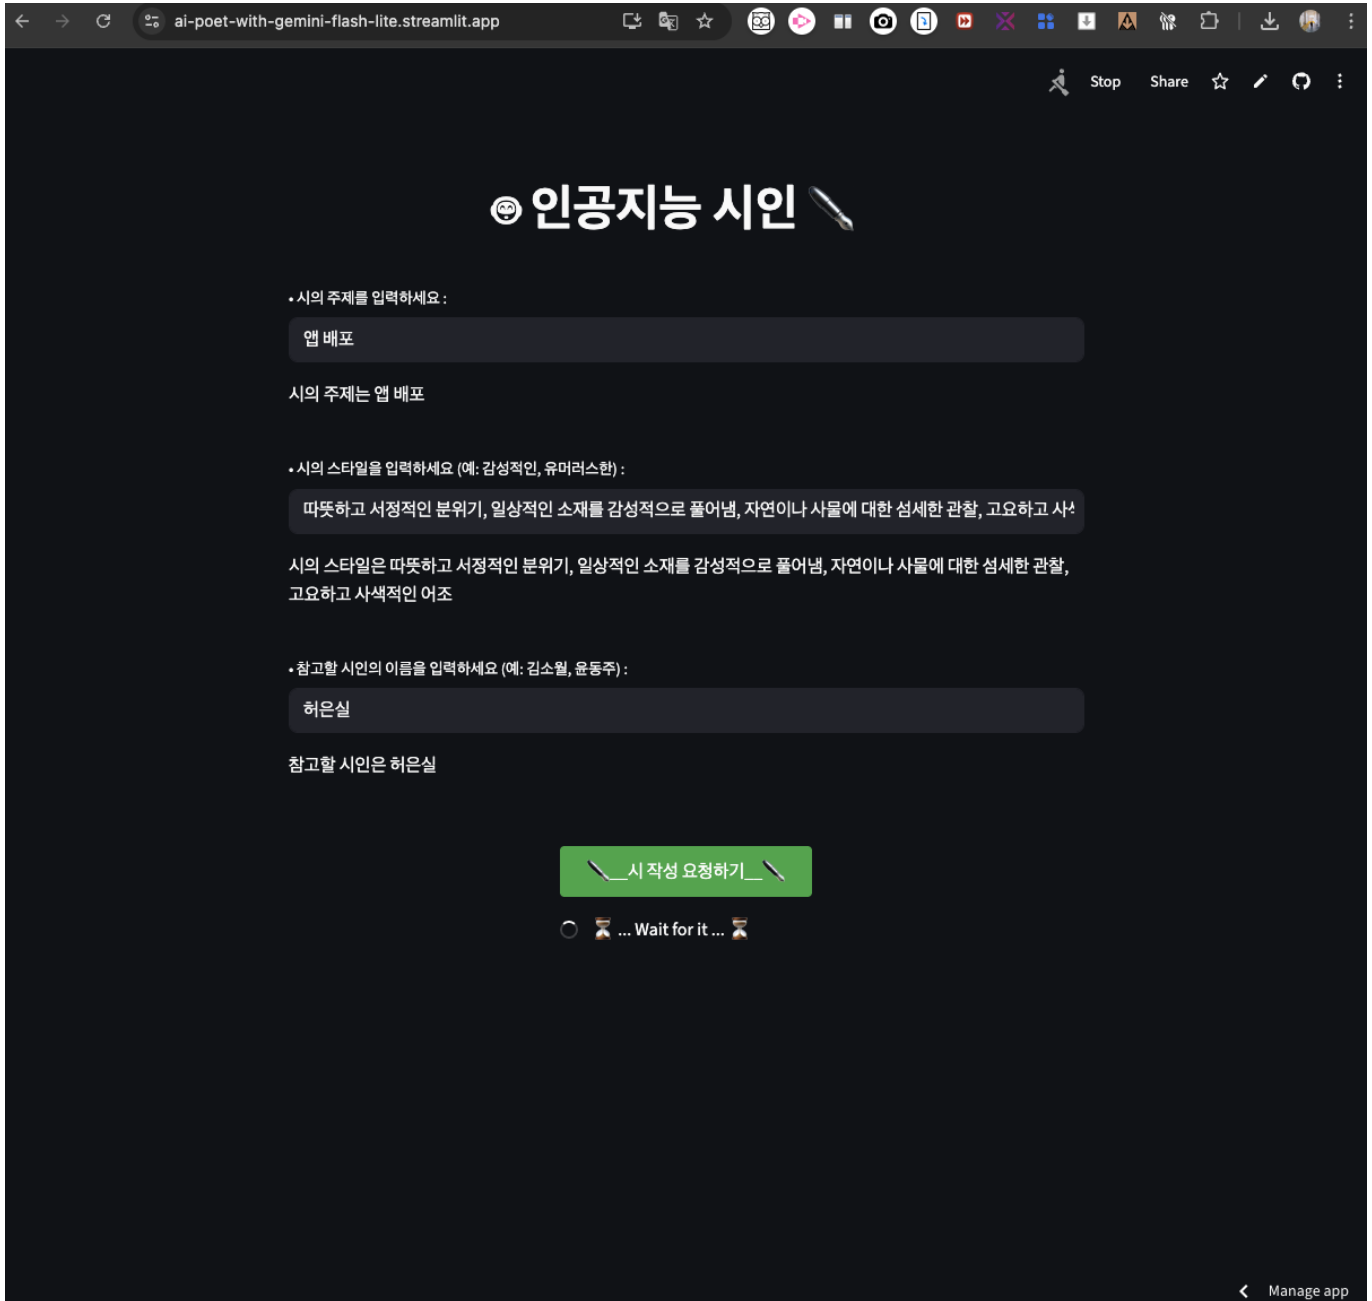 ai-poet-with-gemini-flash-lite.streamlit.app
Stop Share
인공지능 시인
• 시의 주제를 입력하세요 :
앱 배포
시의 주제는 앱 배포
• 시의 스타일을 입력하세요 (예: 감성적인, 유머러스한) :
따뜻하고 서정적인 분위기, 일상적인 소재를 감성적으로 풀어냄, 자연이나 사물에 대한 섬세한 관찰, 고요하고 사색
시의 스타일은 따뜻하고 서정적인 분위기, 일상적인 소재를 감성적으로 풀어냄, 자연이나 사물에 대한 섬세한 관찰,
고요하고 사색적인 어조
• 참고할 시인의 이름을 입력하세요 (예: 김소월, 윤동주) :
허은실
참고할 시인은 허은실
__시 작성 요청하기__
... Wait for it ...
Manage app